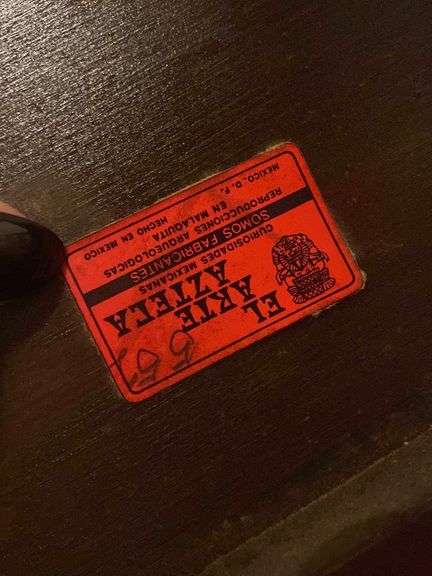 EL
ARTE
AZTECA
CURIOSIDADES MEXICANAS
SOMOS FABRICANTES
REPRODUCCIONES ARQUEOLOGICAS
EN MALAQUITA
MEXICO, D. F. HECHO EN MEXICO